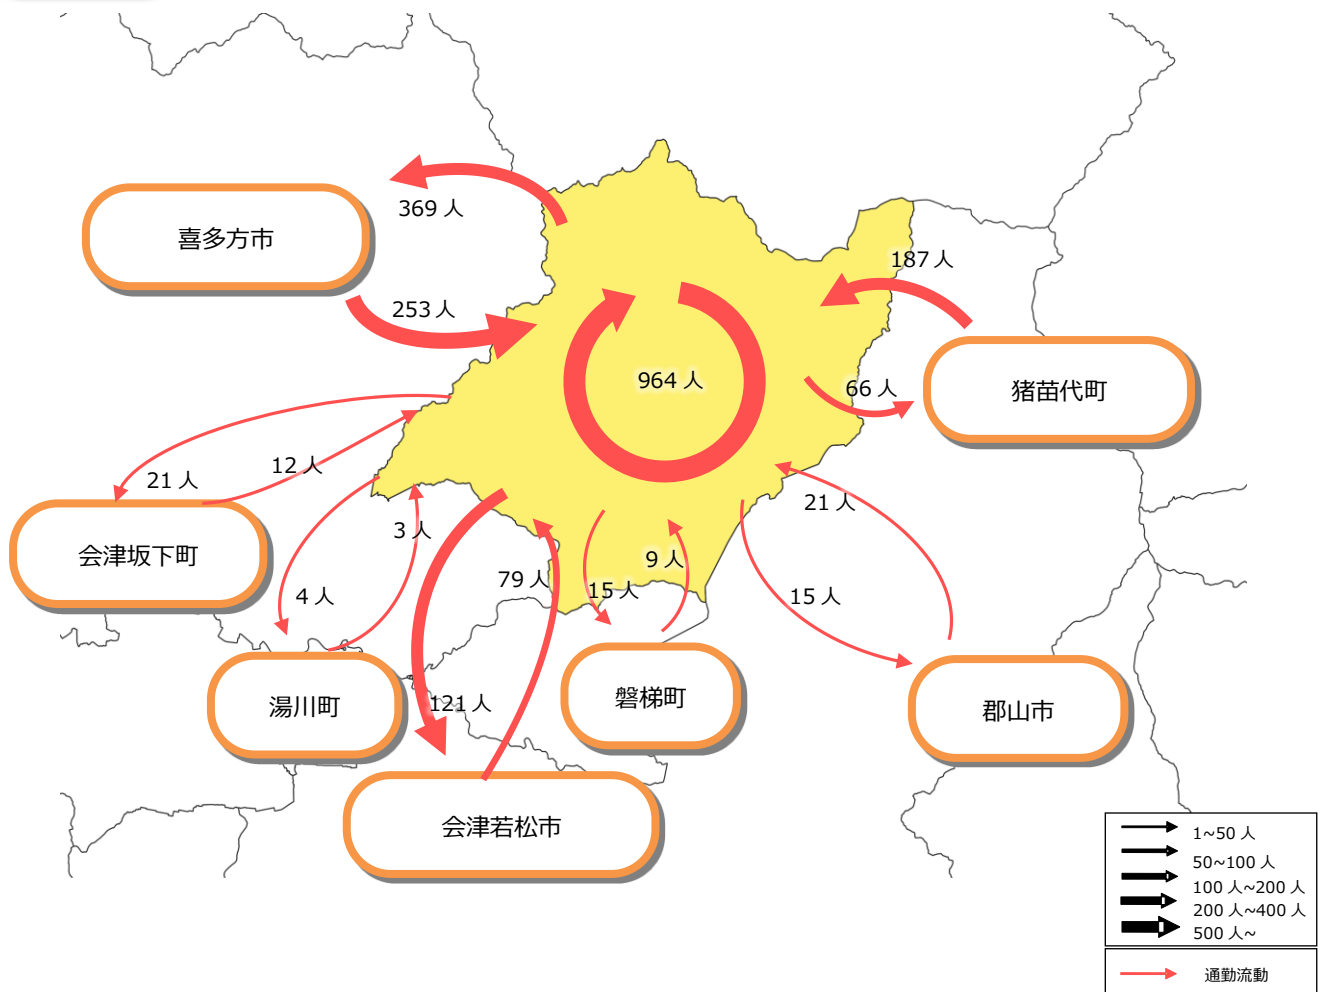 369 人
喜多方市
187 人
253 人
964 人
66 人
猪苗代町
21 人
12 人
21 人
3 人
会津坂下町
79 人
15 人
9 人
4 人
15 人
湯川町
121 人
磐梯町
郡山市
会津若松市
1~50 人
50~100 人
100 人~200 人
200 人~400 人
500 人~
通勤流動